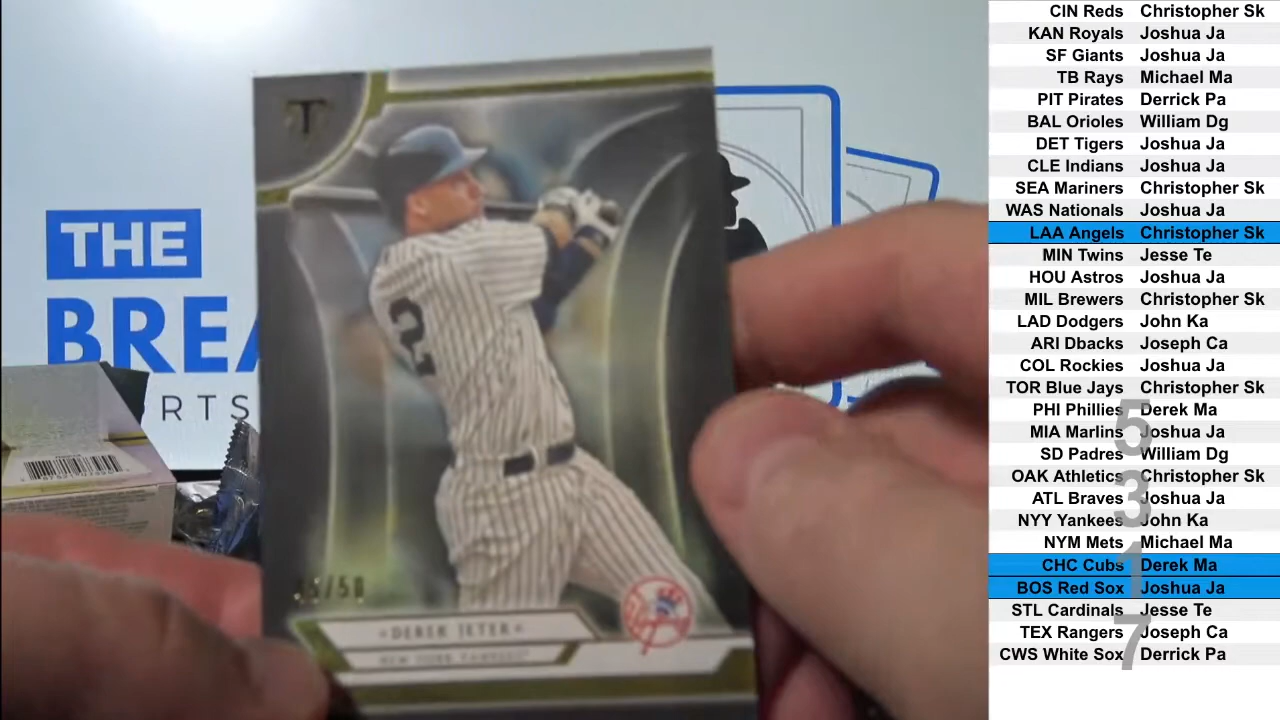 T
THE
BREA
RTS
2
/50
DEREK JETER
NEW YORK YANKEES
CIN Reds Christopher Sk
KAN Royals Joshua Ja
SF Giants Joshua Ja
TB Rays Michael Ma
PIT Pirates Derrick Pa
BAL Orioles William Dg
DET Tigers Joshua Ja
CLE Indians Joshua Ja
SEA Mariners Christopher Sk
WAS Nationals Joshua Ja
LAA Angels Christopher Sk
MIN Twins Jesse Te
HOU Astros Joshua Ja
MIL Brewers Christopher Sk
LAD Dodgers John Ka
ARI Dbacks Joseph Ca
COL Rockies Joshua Ja
TOR Blue Jays Christopher Sk
PHI Phillies Derek Ma
MIA Marlins Joshua Ja
SD Padres William Dg
OAK Athletics Christopher Sk
ATL Braves Joshua Ja
NYY Yankees John Ka
NYM Mets Michael Ma
CHC Cubs Derek Ma
BOS Red Sox Joshua Ja
STL Cardinals Jesse Te
TEX Rangers Joseph Ca
CWS White Sox Derrick Pa
5
3
1
7